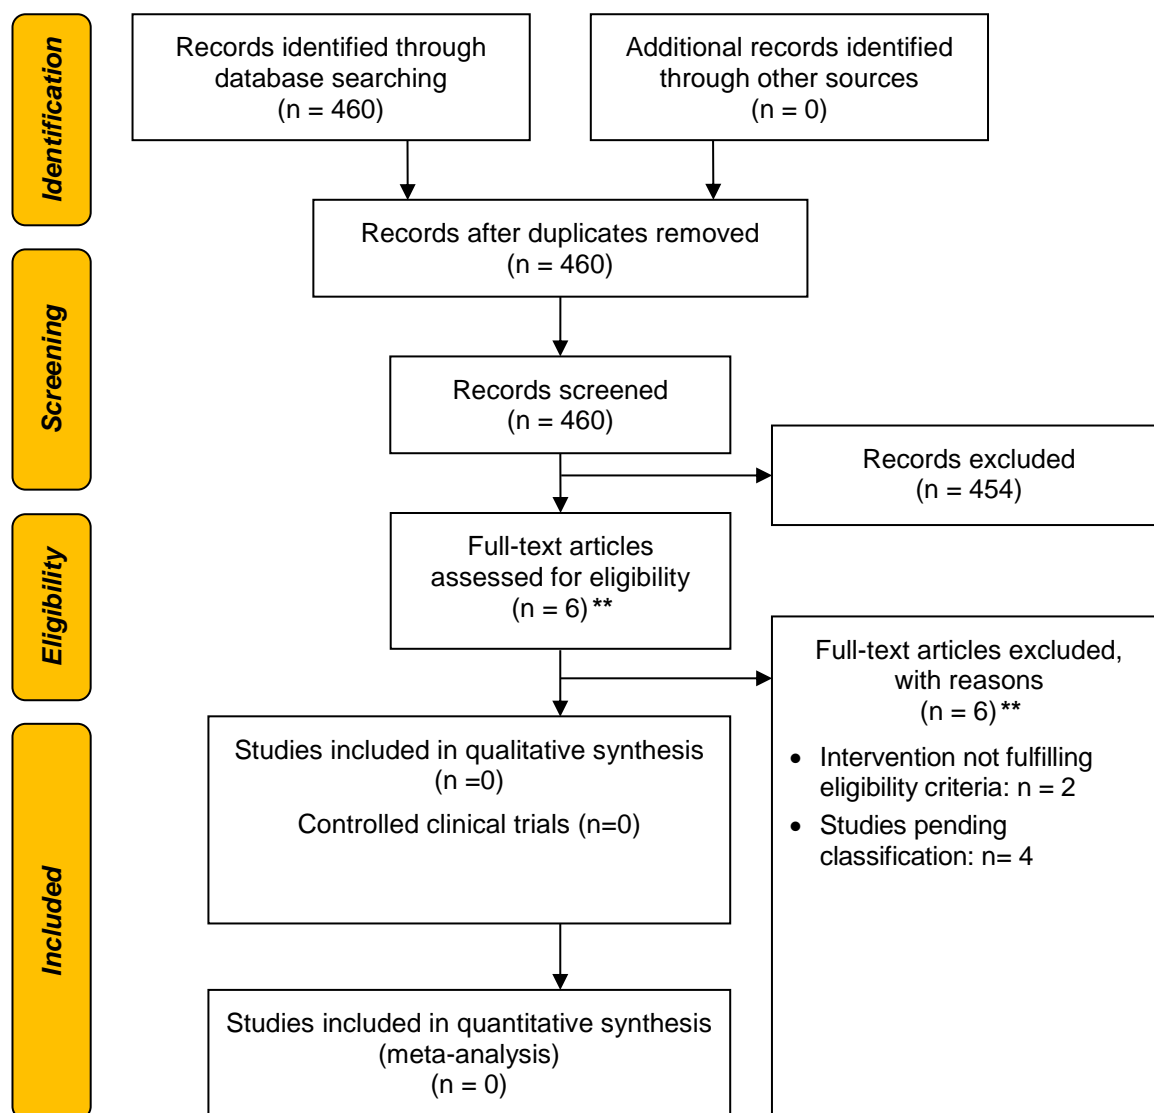 Identification
Records identified through
database searching
(n = 460)
Additional records identified
through other sources
(n = 0)
Records after duplicates removed
(n = 460)
Screening
Records screened
(n = 460)
Records excluded
(n = 454)
Eligibility
Full-text articles
assessed for eligibility
(n = 6) **
Full-text articles excluded,
with reasons
(n = 6) **
• Intervention not fulfilling
eligibility criteria: n = 2
• Studies pending
classification: n= 4
Included
Studies included in qualitative synthesis
(n =0)
Controlled clinical trials (n=0)
Studies included in quantitative synthesis
(meta-analysis)
(n = 0)